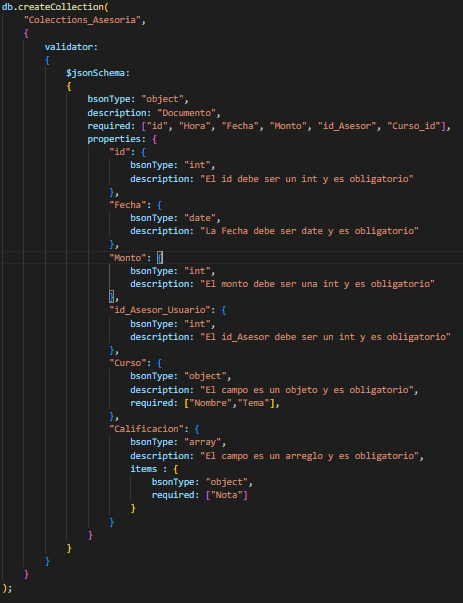 db.createCollection(
    "Colecctions_Asesoria",
    {
        validator:
        {
            $jsonSchema:
            {
                bsonType: "object",
                description: "Documento",
                required: ["id", "Hora", "Fecha", "Monto", "id_Asesor", "Curso_id"],
                properties: {
                    "id": {
                        bsonType: "int",
                        description: "El id debe ser un int y es obligatorio"
                    },
                    "Fecha": {
                        bsonType: "date",
                        description: "La Fecha debe ser date y es obligatorio"
                    },
                    "Monto": {
                        bsonType: "int",
                        description: "El monto debe ser una int y es obligatorio"
                    },
                    "id_Asesor_Usuario": {
                        bsonType: "int",
                        description: "El id_Asesor debe ser un int y es obligatorio"
                    },
                    "Curso": {
                        bsonType: "object",
                        description: "El campo es un objeto y es obligatorio",
                        required: ["Nombre","Tema"],
                    },
                    "Calificacion": {
                        bsonType: "array",
                        description: "El campo es un arreglo y es obligatorio",
                        items : {
                            bsonType: "object",
                            required: ["Nota"]
                        }
                    }
                }
            }
        }
    }
);